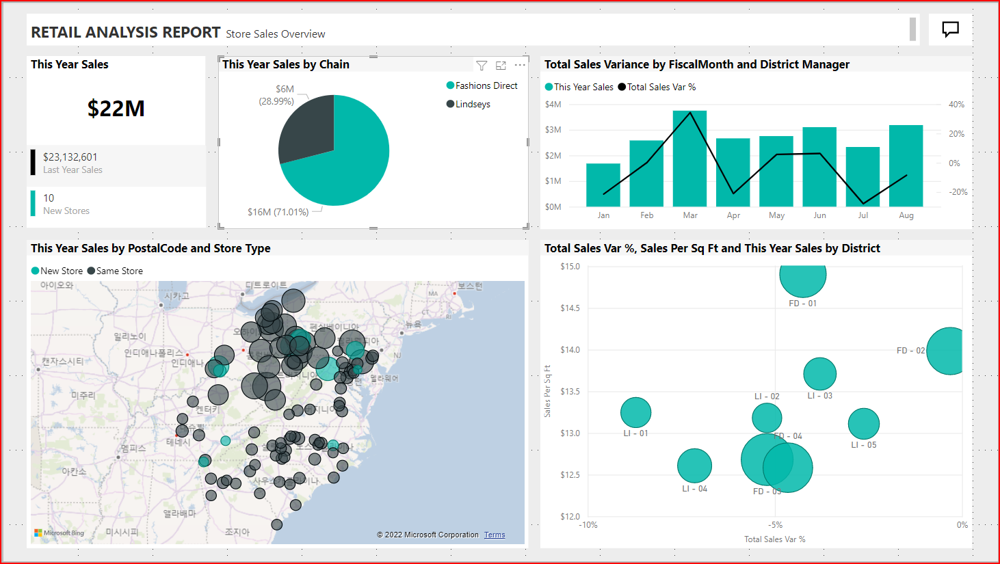 RETAIL ANALYSIS REPORT Store Sales Overview
This Year Sales
$22M
$23,132,601
Last Year Sales
10
New Stores
This Year Sales by Chain
Fashions Direct
Lindseys
$6M
(28.99%)
$16M (71.01%)
Total Sales Variance by FiscalMonth and District Manager
This Year Sales Total Sales Var %
$4M
$3M
$2M
$1M
$0M
40%
20%
0%
-20%
Jan Feb Mar Apr May Jun Jul Aug
This Year Sales by PostalCode and Store Type
New Store Same Store
아이오와
시카고
디트로이트
보스턴
MA
CT
RI
뉴욕
펜실베이니아
필라델피아
NJ
일리노이
인디애나폴리스
인디애나
캔자스시티
델라웨어
미주리
켄터키
버지니아
테네시
멤피스
아칸소
사우스캐롤라이나
앨라배마
미시시피
조지아
Microsoft Bing
© 2022 Microsoft Corporation Terms
Total Sales Var %, Sales Per Sq Ft and This Year Sales by District
Sales Per Sq Ft
$15.0
$14.5
$14.0
$13.5
$13.0
$12.5
$12.0
FD - 01
FD - 02
LI - 03
LI - 02
LI - 01
FD - 04
LI - 05
LI - 04
FD - 03
-10% -5% 0%
Total Sales Var %